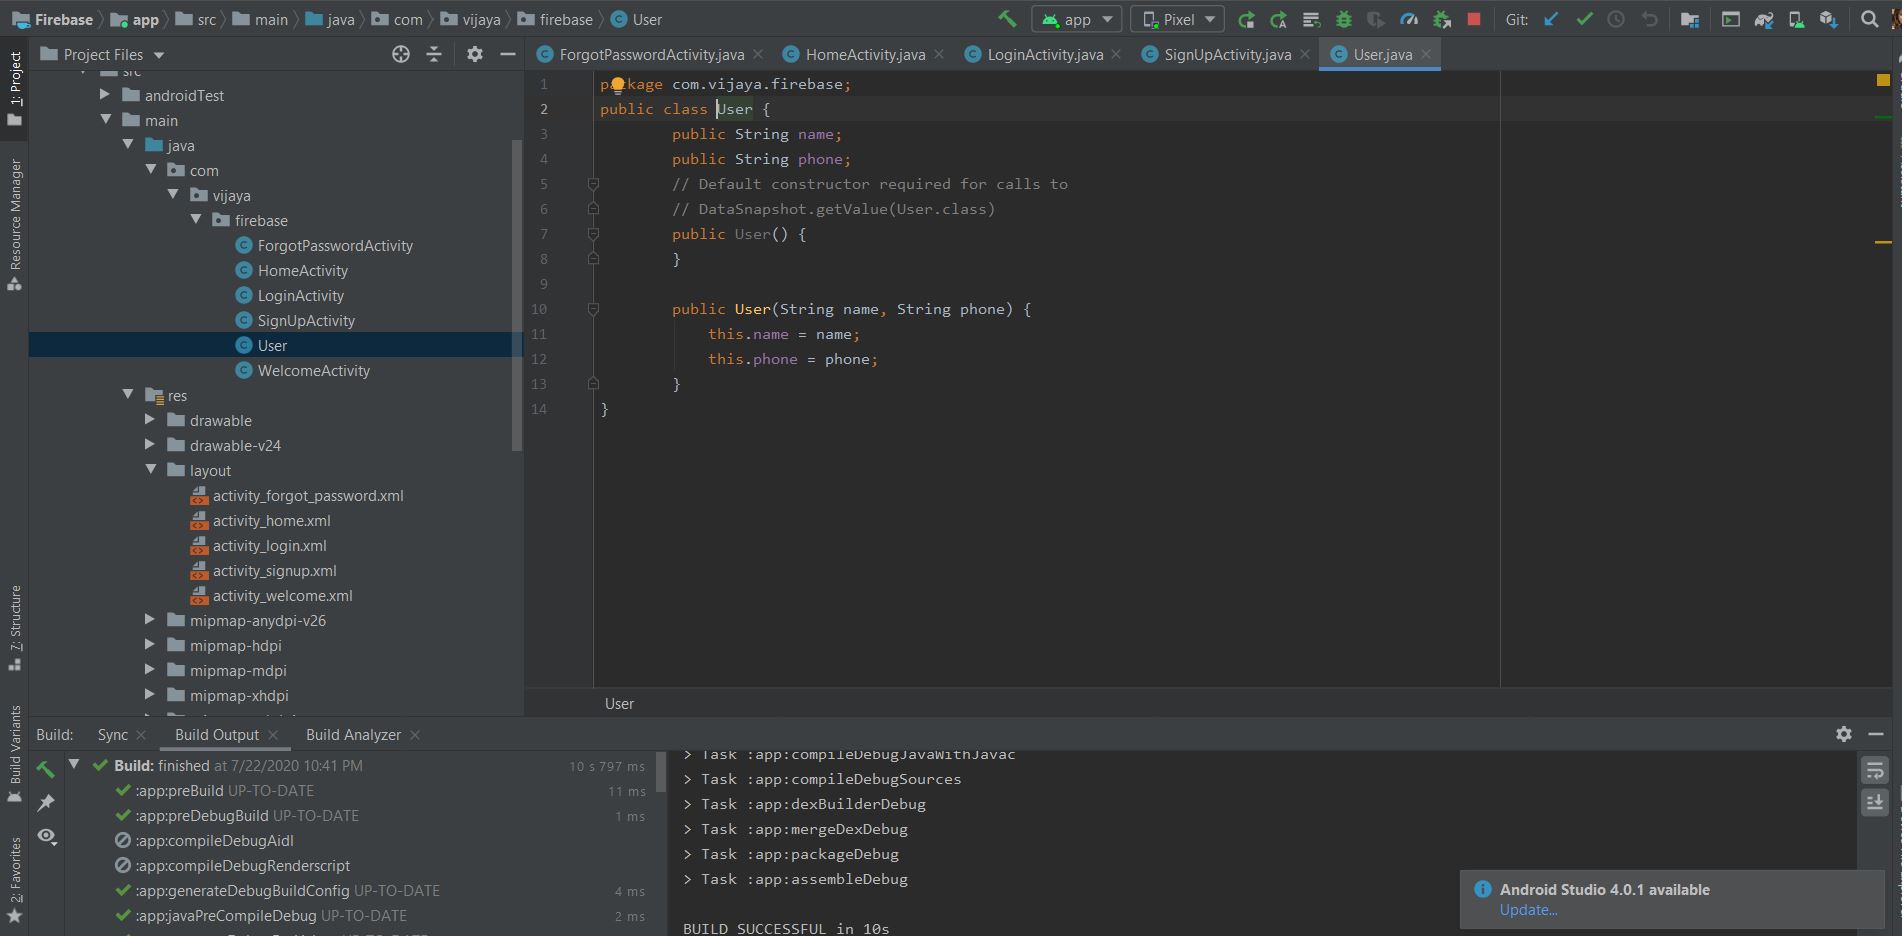 Firebase app src main java com vijaya firebase User
app Pixel Git:
Project Files
ForgotPasswordActivity.java HomeActivity.java LoginActivity.java SignUpActivity.java User.java
1: Project
Resource Manager
7: Structure
Build Variants
2: Favorites
src
androidTest
main
java
com
vijaya
firebase
ForgotPasswordActivity
HomeActivity
LoginActivity
SignUpActivity
User
WelcomeActivity
res
drawable
drawable-v24
layout
activity_forgot_password.xml
activity_home.xml
activity_login.xml
activity_signup.xml
activity_welcome.xml
mipmap-anydpi-v26
mipmap-hdpi
mipmap-mdpi
mipmap-xhdpi
1 package com.vijaya.firebase;
2 public class User {
3 public String name;
4 public String phone;
5 // Default constructor required for calls to
6 // DataSnapshot.getValue(User.class)
7 public User() {
8 }
9
10 public User(String name, String phone) {
11 this.name = name;
12 this.phone = phone;
13 }
14 }
User
Build: Sync Build Output Build Analyzer
Build: finished at 7/22/2020 10:41 PM 10 s 797 ms
:app:preBuild UP-TO-DATE 11 ms
:app:preDebugBuild UP-TO-DATE 1 ms
:app:compileDebugAidl
:app:compileDebugRenderscript
:app:generateDebugBuildConfig UP-TO-DATE 4 ms
:app:javaPreCompileDebug UP-TO-DATE 2 ms
> Task :app:compileDebugJavaWithJavac
> Task :app:compileDebugSources
> Task :app:dexBuilderDebug
> Task :app:mergeDexDebug
> Task :app:packageDebug
> Task :app:assembleDebug
BUILD SUCCESSFUL in 10s
Android Studio 4.0.1 available
Update...